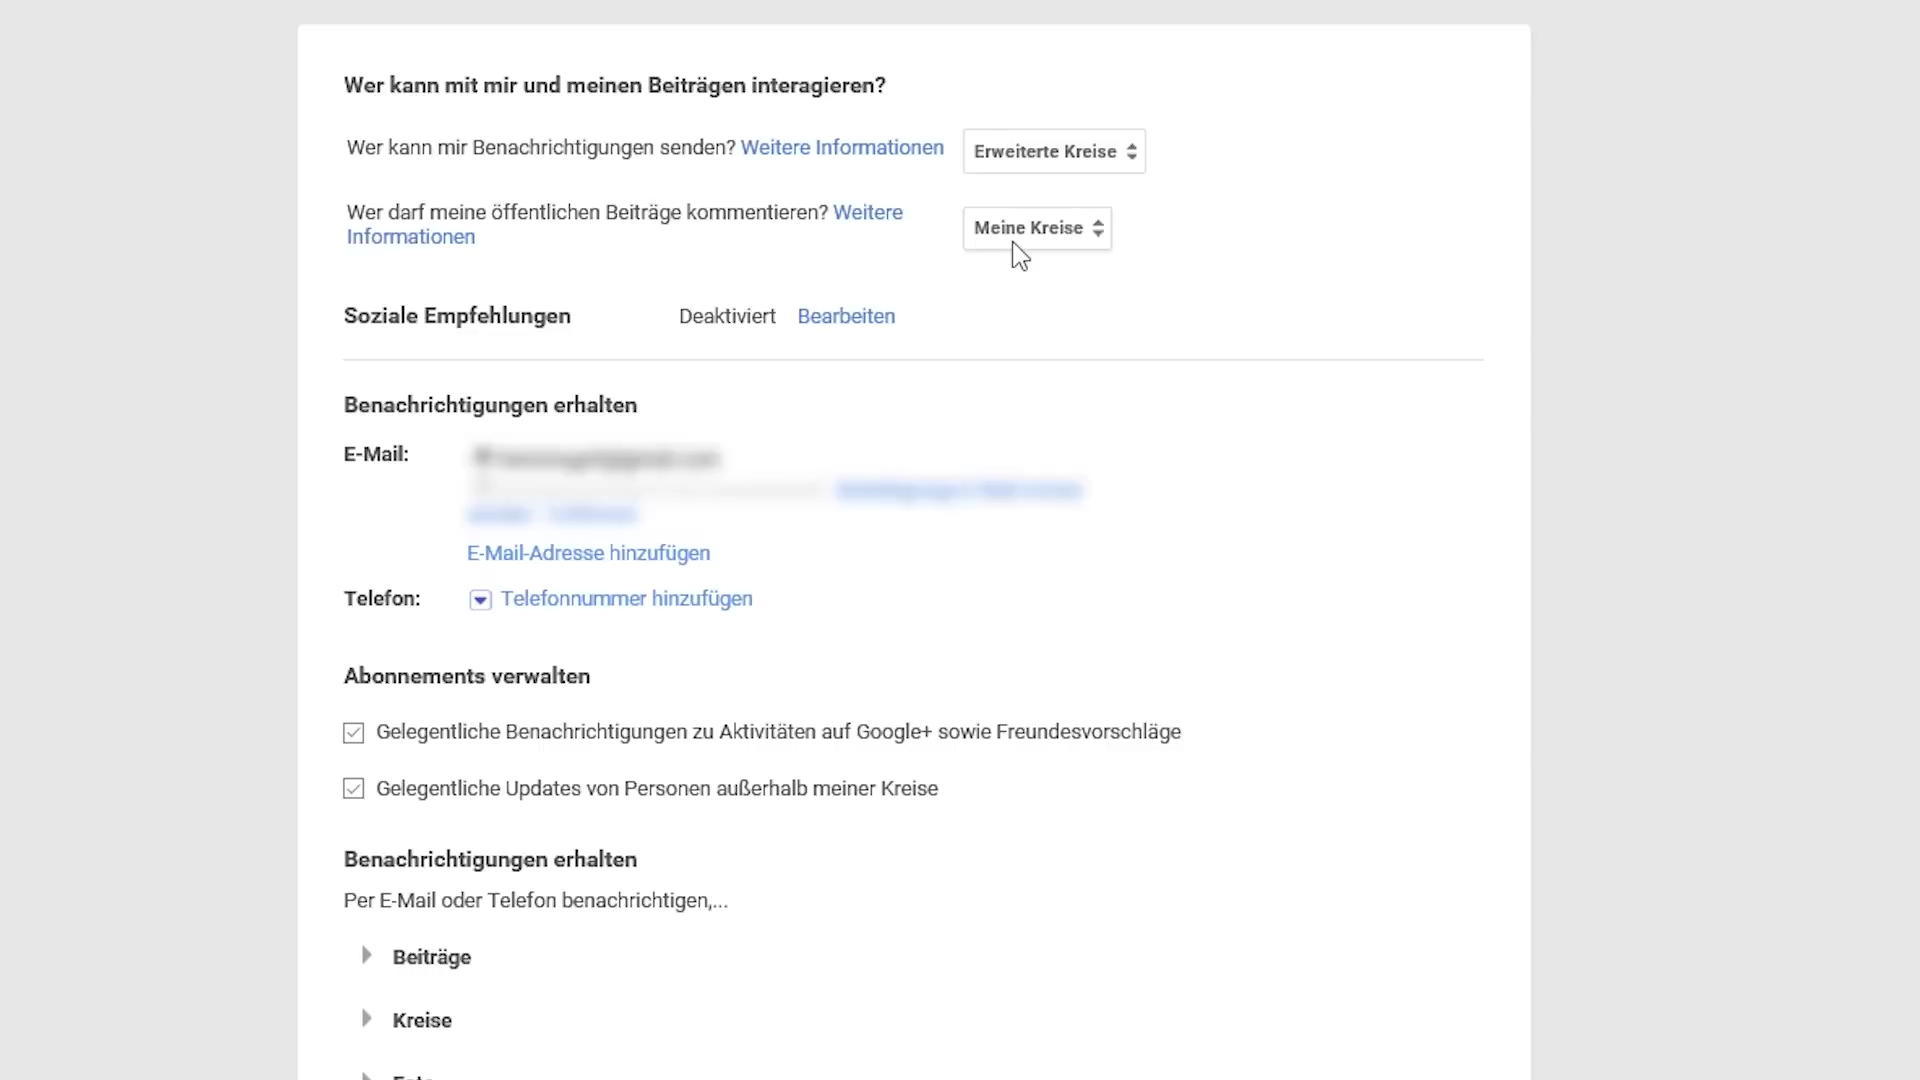 Wer kann mit mir und meinen Beiträgen interagieren?
Wer kann mir Benachrichtigungen senden? Weitere Informationen Erweiterte Kreise
Wer darf meine öffentlichen Beiträge kommentieren? Weitere
Informationen
Meine Kreise
Soziale Empfehlungen Deaktiviert Bearbeiten
Benachrichtigungen erhalten
E-Mail:
E-Mail-Adresse hinzufügen
Telefon: Telefonnummer hinzufügen
Abonnements verwalten
Gelegentliche Benachrichtigungen zu Aktivitäten auf Google+ sowie Freundesvorschläge
Gelegentliche Updates von Personen außerhalb meiner Kreise
Benachrichtigungen erhalten
Per E-Mail oder Telefon benachrichtigen,...
Beiträge
Kreise